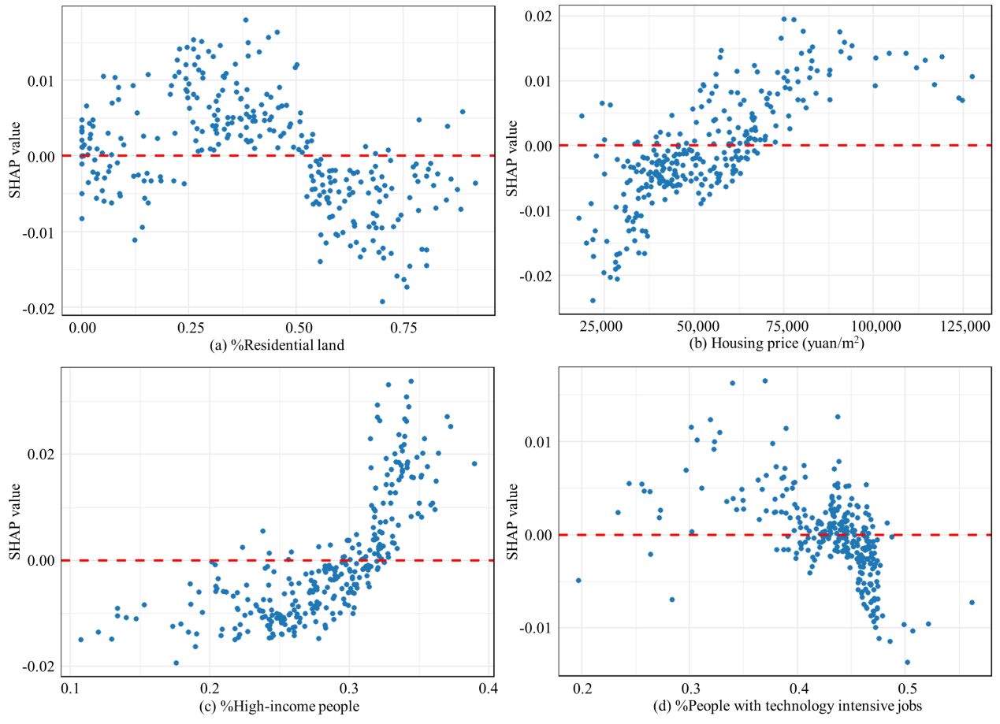 SHAP value
0.01
0.00
-0.01
-0.02
0.00 0.25 0.50 0.75
(a) %Residential land
SHAP value
0.02
0.01
0.00
-0.01
-0.02
25,000 50,000 75,000 100,000 125,000
(b) Housing price (yuan/m²)
SHAP value
0.02
0.00
-0.02
0.1 0.2 0.3 0.4
(c) %High-income people
SHAP value
0.01
0.00
-0.01
0.2 0.3 0.4 0.5
(d) %People with technology intensive jobs